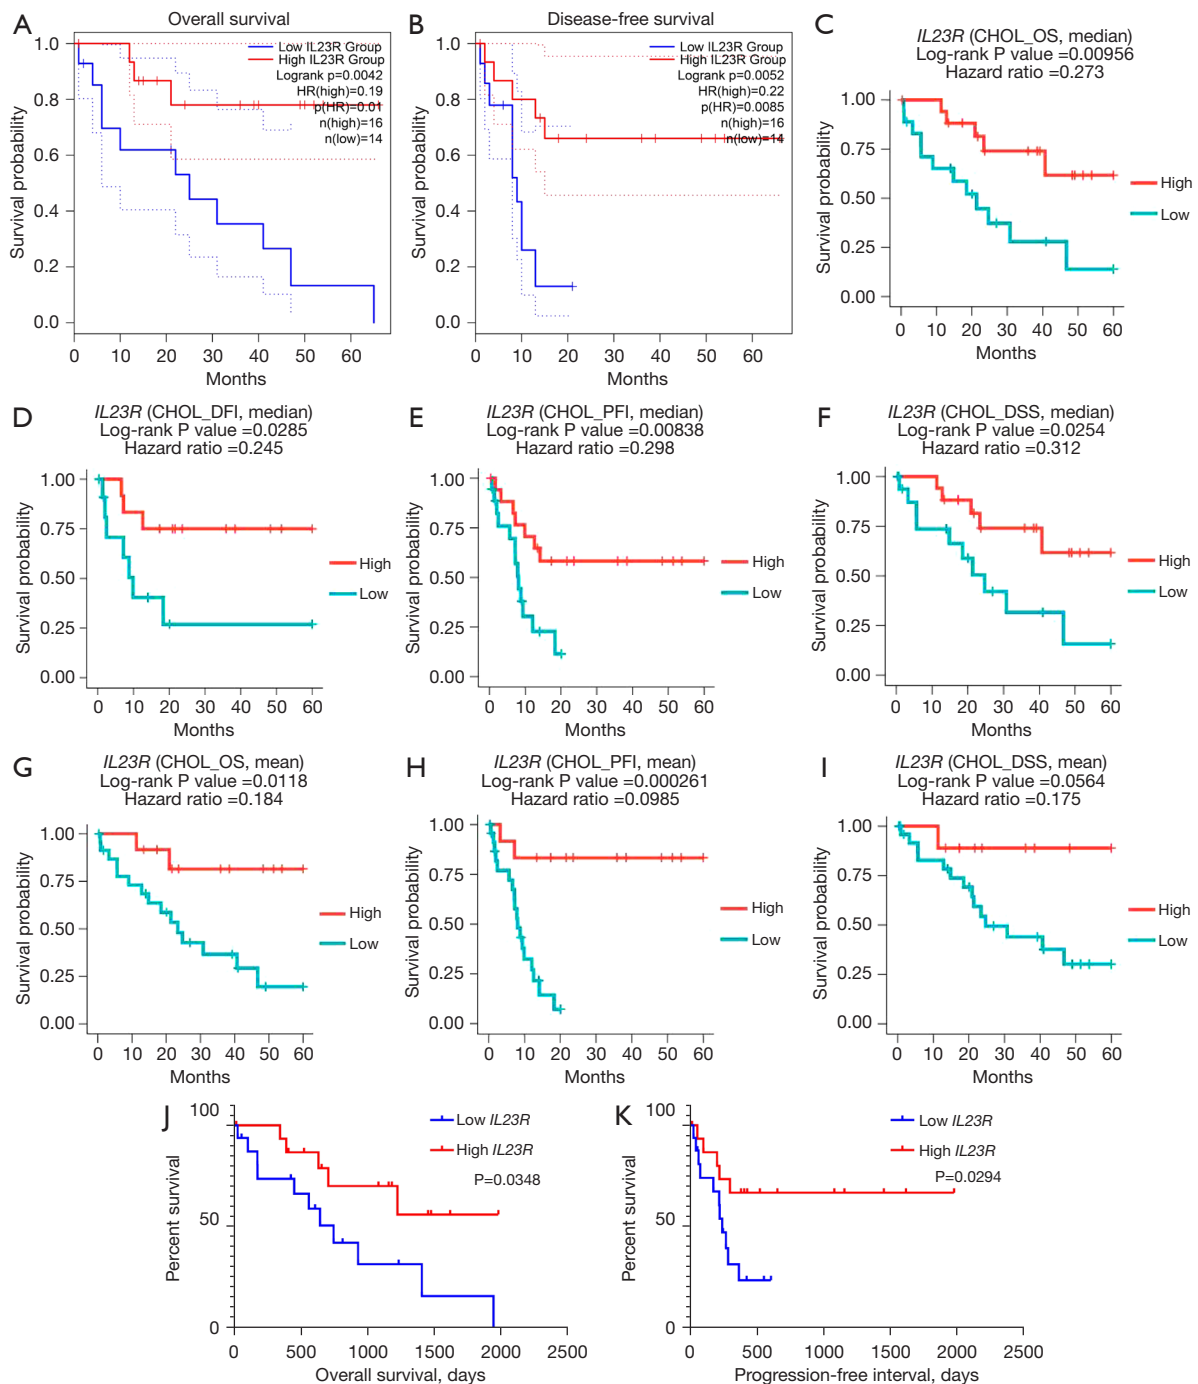 A
Overall survival
1.0
0.8
0.6
0.4
0.2
0.0
Survival probability
0
20
40
60
Months
Low IL23R Group
High IL23R Group
Logrank p=0.0042
HR(high)=0.19
p(HR)=0.01
n(high)=16
n(low)=14
B
Disease-free survival
1.0
0.8
0.6
0.4
0.2
0.0
Survival probability
0
20
40
60
Months
Low IL23R Group
High IL23R Group
Logrank p=0.0052
HR(high)=0.22
p(HR)=0.0085
n(high)=16
n(low)=14
C
IL23R (CHOL_OS, median)
Log-rank P value =0.00956
Hazard ratio =0.273
1.00
0.75
0.50
0.25
0.00
Survival probability
0 10 20 30 40 50 60
Months
High
Low
D
IL23R (CHOL_DFI, median)
Log-rank P value =0.0285
Hazard ratio =0.245
1.00
0.75
0.50
0.25
0.00
Survival probability
0 10 20 30 40 50 60
Months
High
Low
E
IL23R (CHOL_PFI, median)
Log-rank P value =0.00838
Hazard ratio =0.298
1.00
0.75
0.50
0.25
0.00
Survival probability
0 10 20 30 40 50 60
Months
High
Low
F
IL23R (CHOL_DSS, median)
Log-rank P value =0.0254
Hazard ratio =0.312
1.00
0.75
0.50
0.25
0.00
Survival probability
0 10 20 30 40 50 60
Months
High
Low
G
IL23R (CHOL_OS, mean)
Log-rank P value =0.0118
Hazard ratio =0.184
1.00
0.75
0.50
0.25
0.00
Survival probability
0 10 20 30 40 50 60
Months
High
Low
H
IL23R (CHOL_PFI, mean)
Log-rank P value =0.000261
Hazard ratio =0.0985
1.00
0.75
0.50
0.25
0.00
Survival probability
0 10 20 30 40 50 60
Months
High
Low
I
IL23R (CHOL_DSS, mean)
Log-rank P value =0.0564
Hazard ratio =0.175
1.00
0.75
0.50
0.25
0.00
Survival probability
0 10 20 30 40 50 60
Months
High
Low
J
100
50
0
Percent survival
0 500 1000 1500 2000 2500
Overall survival, days
Low IL23R
High IL23R
P=0.0348
K
100
50
0
Percent survival
0 500 1000 1500 2000 2500
Progression-free interval, days
Low IL23R
High IL23R
P=0.0294